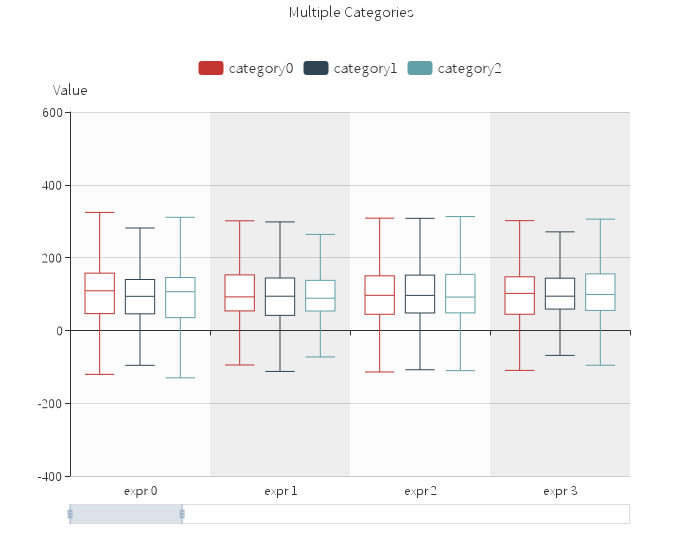 Multiple Categories
category0 category1 category2
Value
600
400
200
0
-200
-400
expr 0 expr 1 expr 2 expr 3